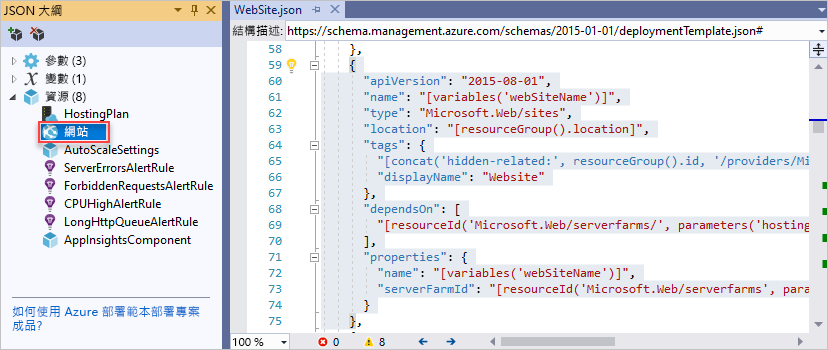 JSON 大綱
參數 (3)
變數 (1)
資源 (8)
HostingPlan
網站
AutoScaleSettings
ServerErrorsAlertRule
ForbiddenRequestsAlertRule
CPUHighAlertRule
LongHttpQueueAlertRule
AppInsightsComponent
如何使用 Azure 部署範本部署專案
成品?
WebSite.json
結構描述: https://schema.management.azure.com/schemas/2015-01-01/deploymentTemplate.json#
58 },
59 {
60 "apiVersion": "2015-08-01",
61 "name": "[variables('webSiteName')]",
62 "type": "Microsoft.Web/sites",
63 "location": "[resourceGroup().location]",
64 "tags": {
65 "[concat('hidden-related:', resourceGroup().id, '/providers/Mi
66 "displayName": "Website"
67 },
68 "dependsOn": [
69 "[resourceId('Microsoft.Web/serverfarms/', parameters('hosting
70 ],
71 "properties": {
72 "name": "[variables('webSiteName')]",
73 "serverFarmId": "[resourceId('Microsoft.Web/serverfarms', para
74 }
75 },
100 % 0 8